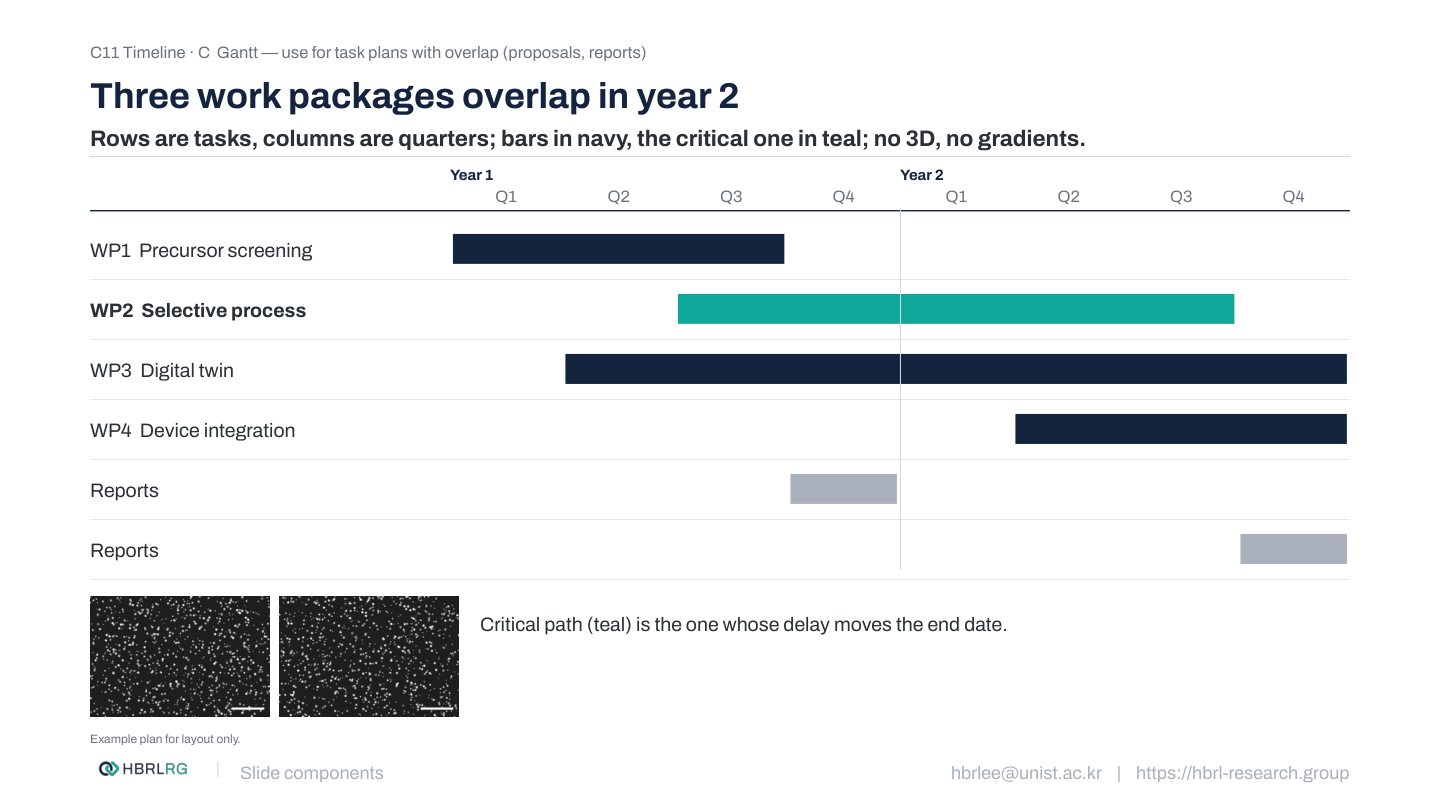 C11 Timeline · C Gantt — use for task plans with overlap (proposals, reports)
Three work packages overlap in year 2
Rows are tasks, columns are quarters; bars in navy, the critical one in teal; no 3D, no gradients.
Year 1 Year 2
Q1 Q2 Q3 Q4 Q1 Q2 Q3 Q4
WP1 Precursor screening
WP2 Selective process
WP3 Digital twin
WP4 Device integration
Reports
Reports
Critical path (teal) is the one whose delay moves the end date.
Example plan for layout only.
HBRLRG | Slide components hbrlee@unist.ac.kr | https://hbrl-research.group